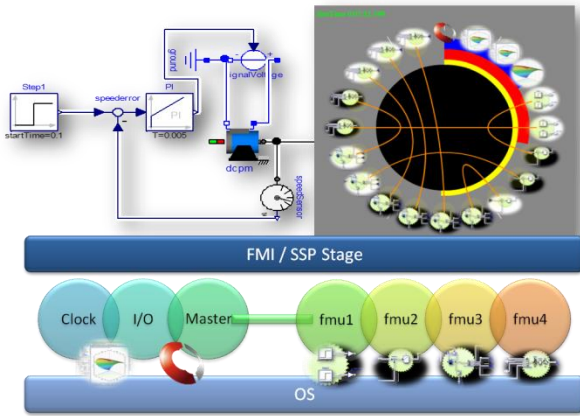 ground
ignalVoltage
Step1
speederror
PI
PI
startTime=0.1
T=0.005
dcpm
speedSensor
FMI / SSP Stage
Clock
I/O
Master
fmu1
fmu2
fmu3
fmu4
OS